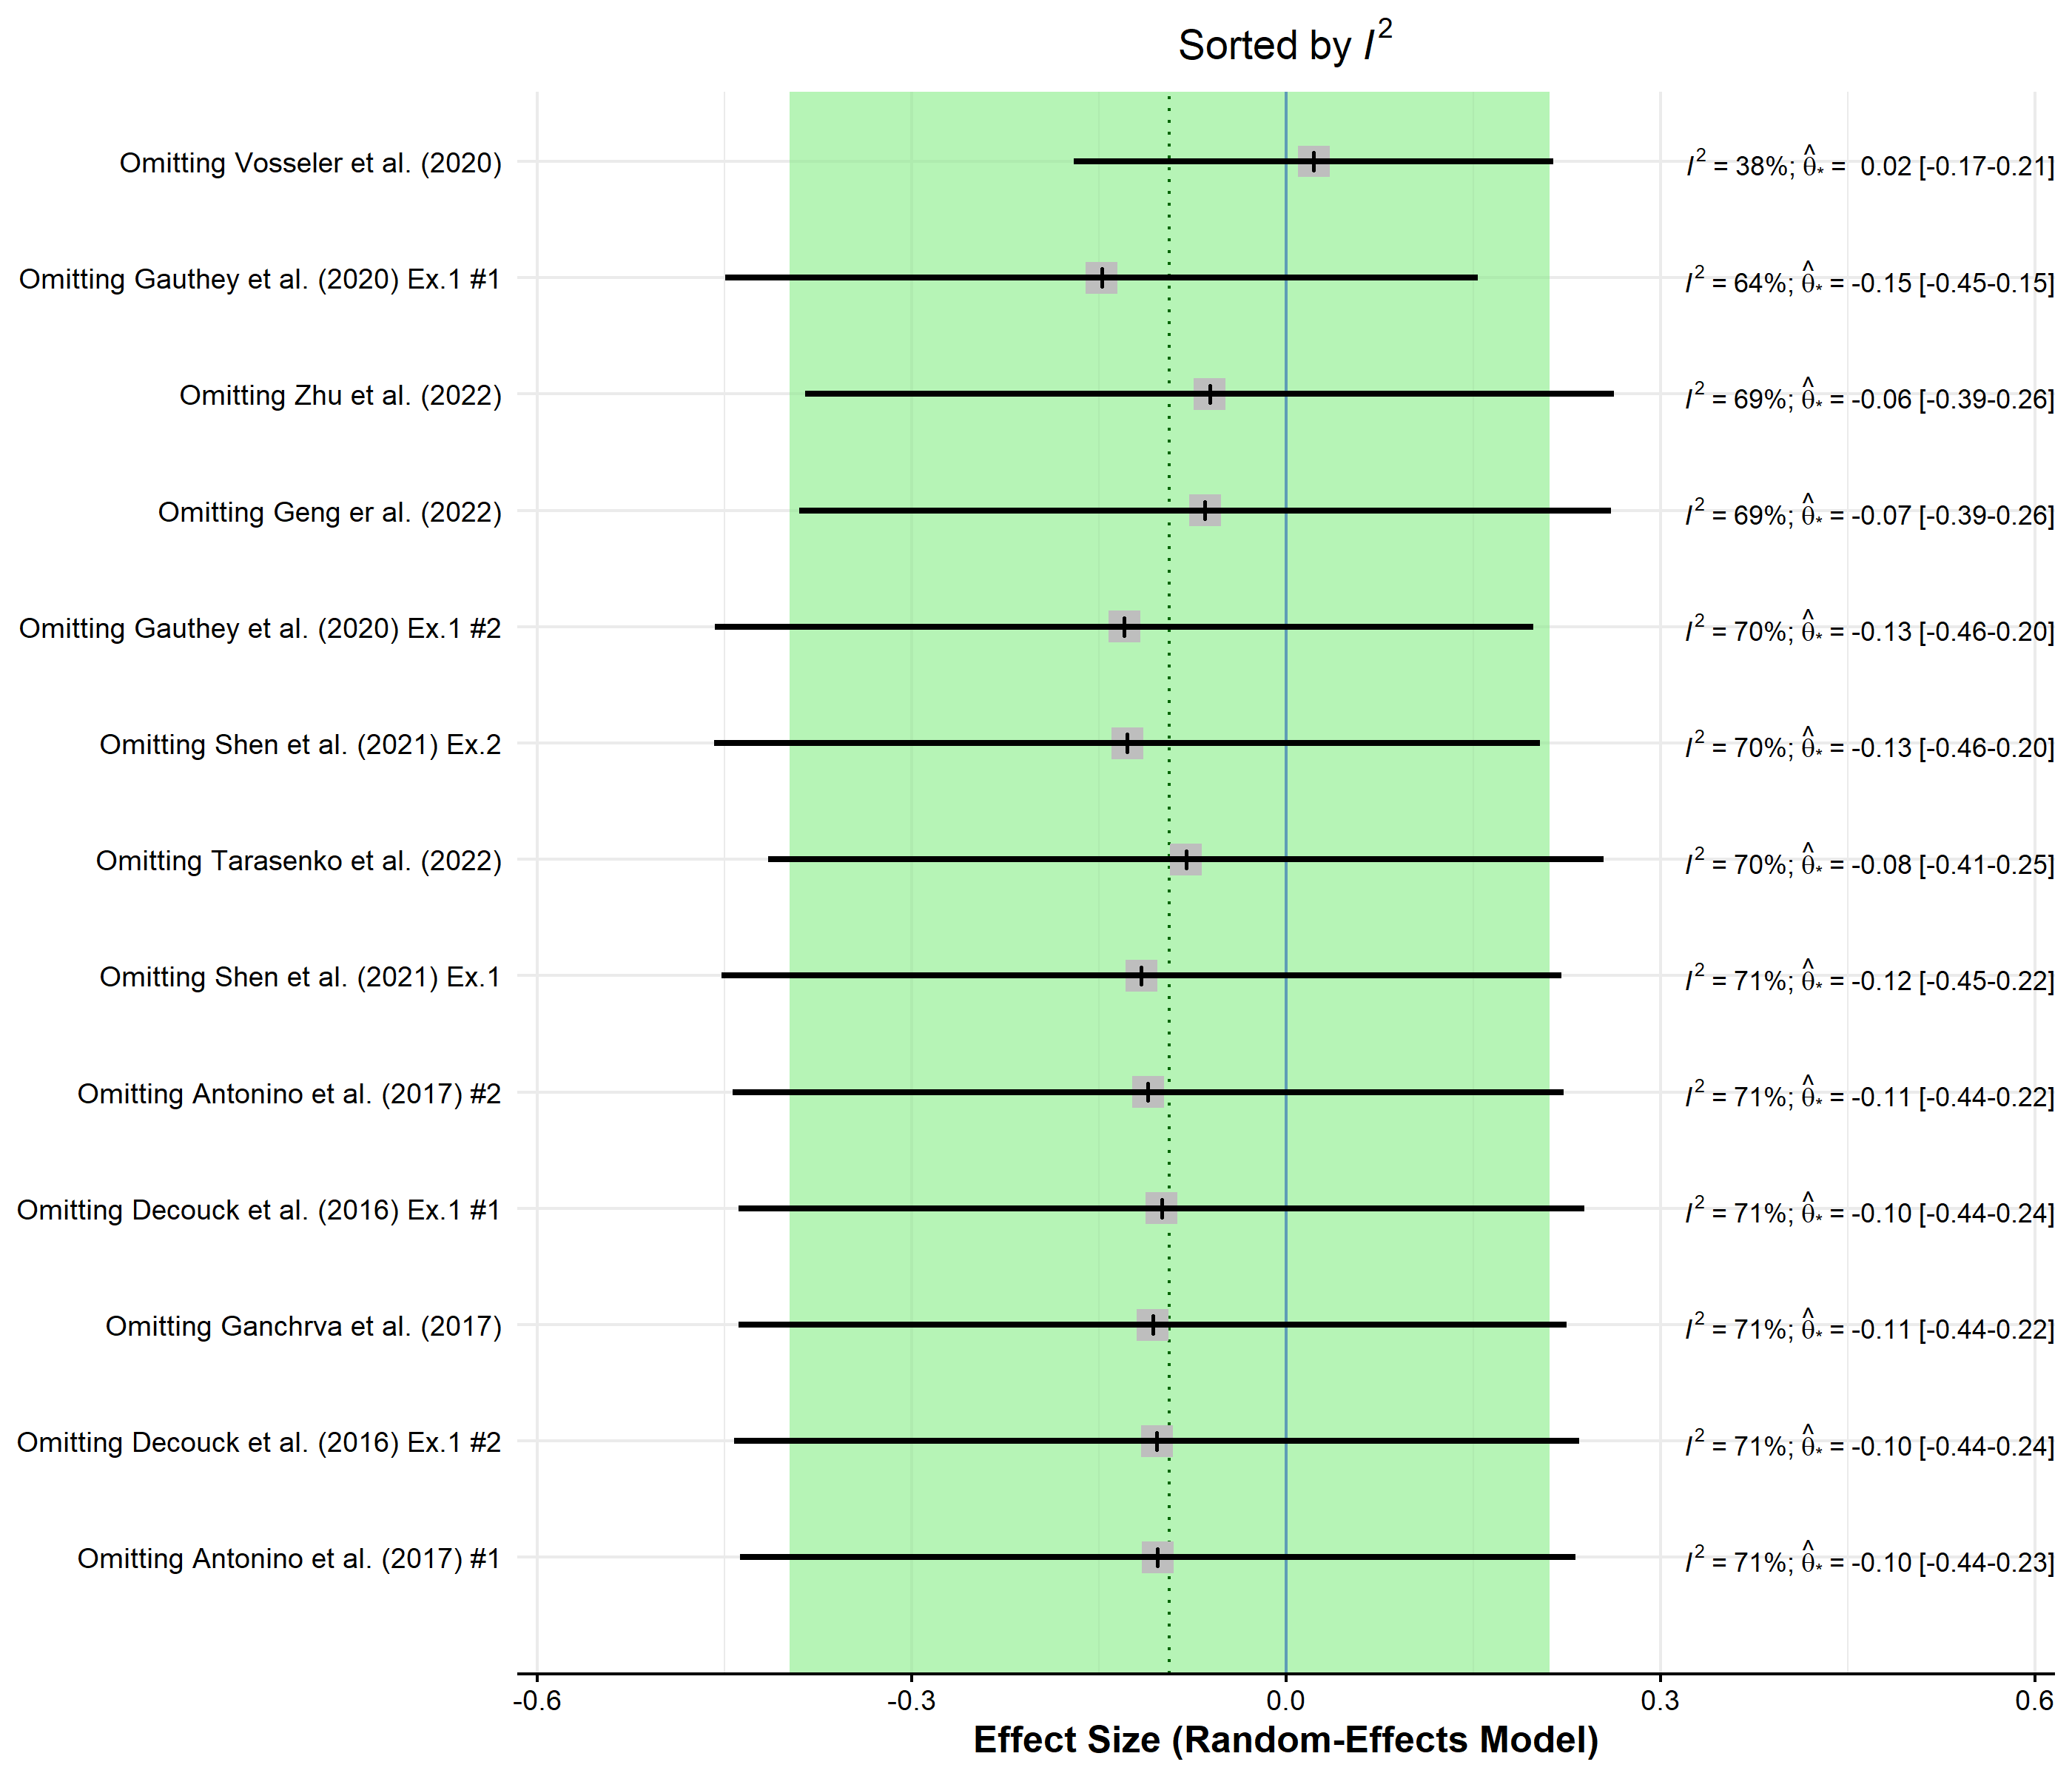 Sorted by I²
Omitting Vosseler et al. (2020) I² = 38%; θ̂* = 0.02 [-0.17-0.21]
Omitting Gauthey et al. (2020) Ex.1 #1 I² = 64%; θ̂* = -0.15 [-0.45-0.15]
Omitting Zhu et al. (2022) I² = 69%; θ̂* = -0.06 [-0.39-0.26]
Omitting Geng er al. (2022) I² = 69%; θ̂* = -0.07 [-0.39-0.26]
Omitting Gauthey et al. (2020) Ex.1 #2 I² = 70%; θ̂* = -0.13 [-0.46-0.20]
Omitting Shen et al. (2021) Ex.2 I² = 70%; θ̂* = -0.13 [-0.46-0.20]
Omitting Tarasenko et al. (2022) I² = 70%; θ̂* = -0.08 [-0.41-0.25]
Omitting Shen et al. (2021) Ex.1 I² = 71%; θ̂* = -0.12 [-0.45-0.22]
Omitting Antonino et al. (2017) #2 I² = 71%; θ̂* = -0.11 [-0.44-0.22]
Omitting Decouck et al. (2016) Ex.1 #1 I² = 71%; θ̂* = -0.10 [-0.44-0.24]
Omitting Ganchrva et al. (2017) I² = 71%; θ̂* = -0.11 [-0.44-0.22]
Omitting Decouck et al. (2016) Ex.1 #2 I² = 71%; θ̂* = -0.10 [-0.44-0.24]
Omitting Antonino et al. (2017) #1 I² = 71%; θ̂* = -0.10 [-0.44-0.23]
-0.6 -0.3 0.0 0.3 0.6
Effect Size (Random-Effects Model)